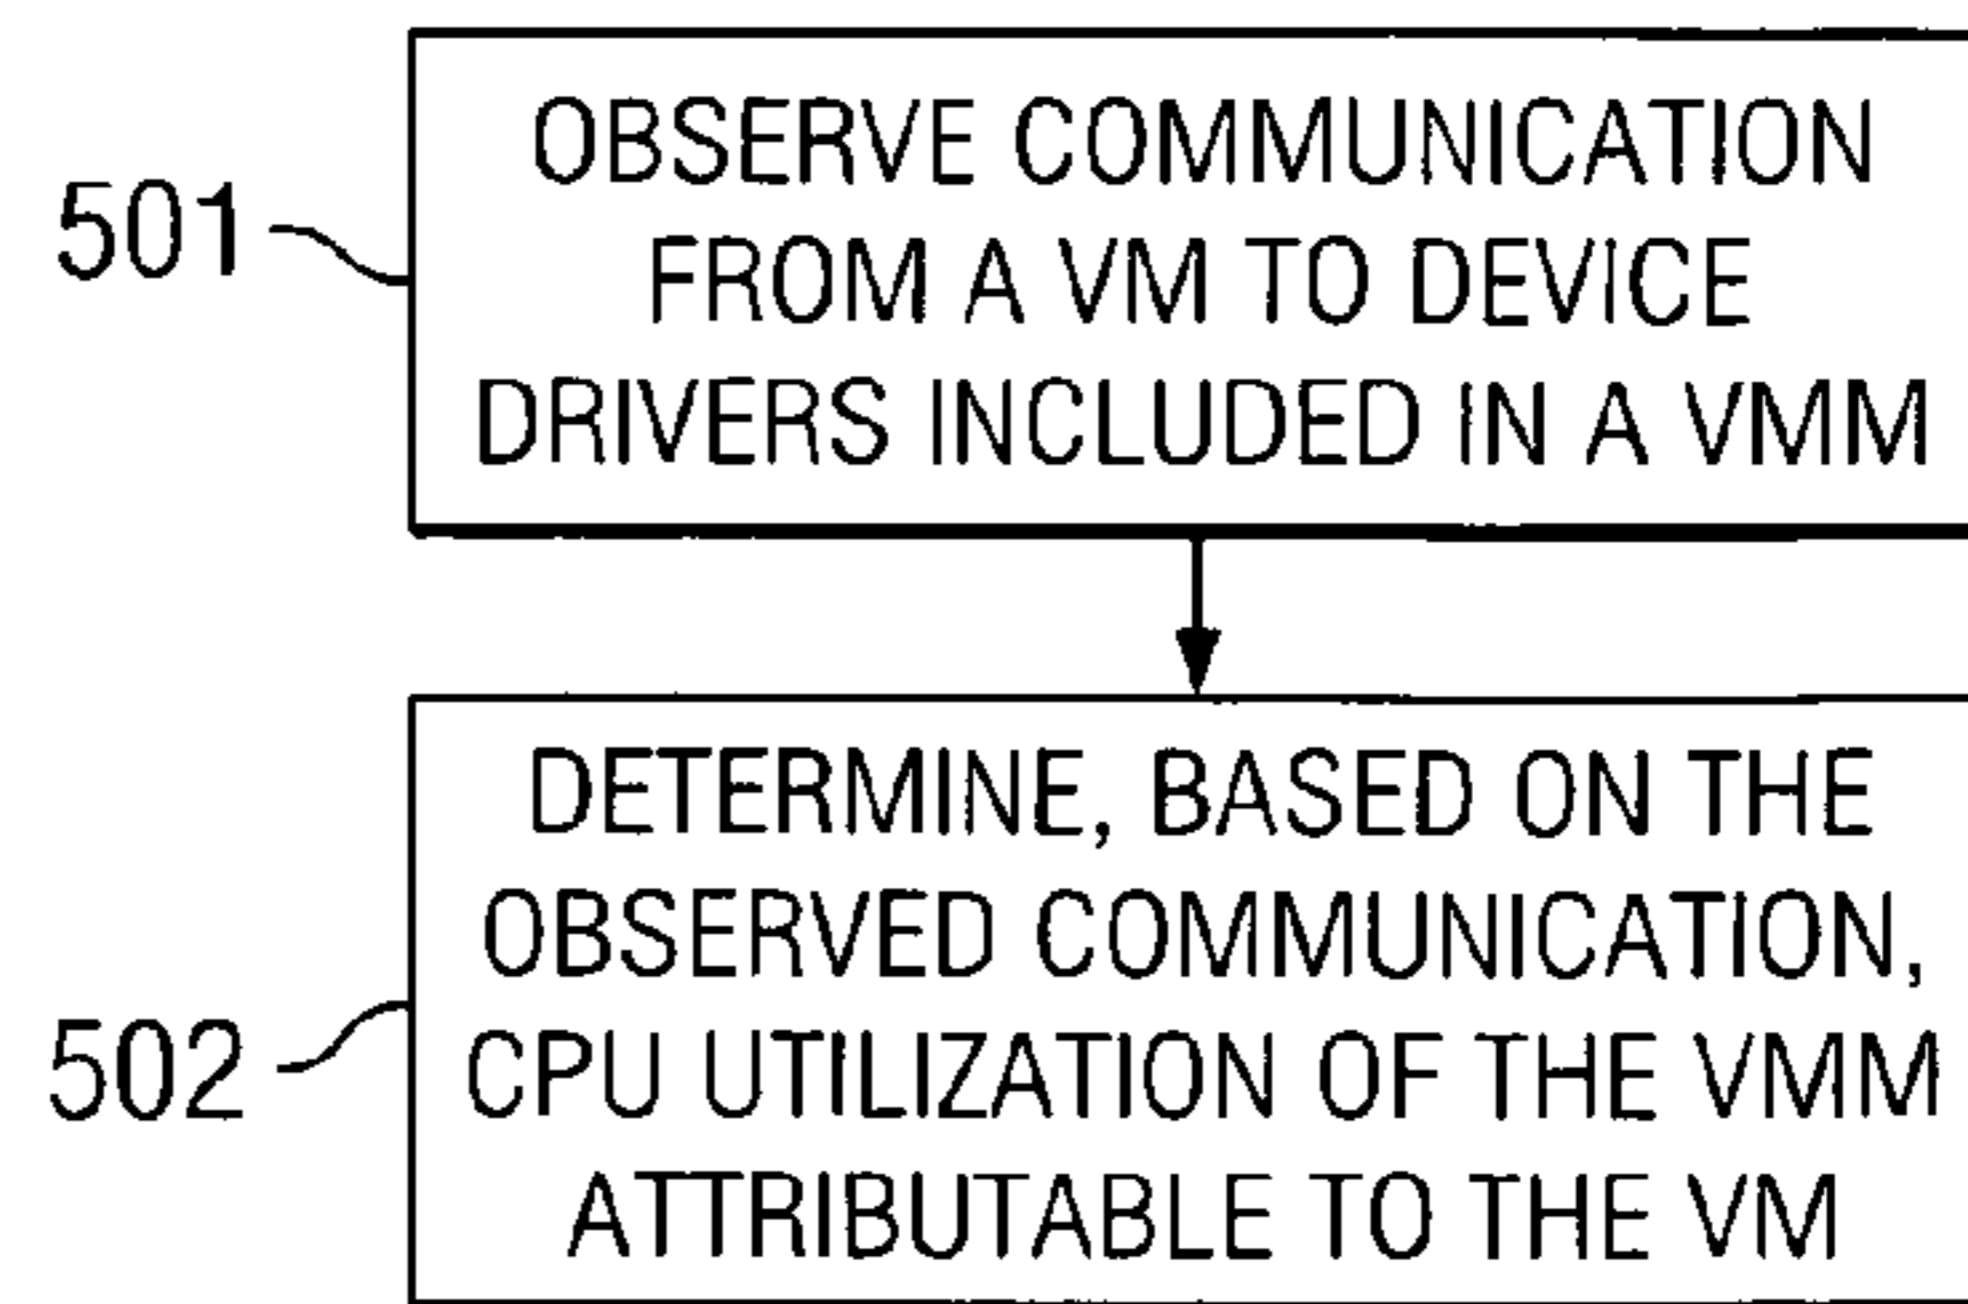 501
OBSERVE COMMUNICATION
FROM A VM TO DEVICE
DRIVERS INCLUDED IN A VMM
502
DETERMINE, BASED ON THE
OBSERVED COMMUNICATION,
CPU UTILIZATION OF THE VMM
ATTRIBUTABLE TO THE VM